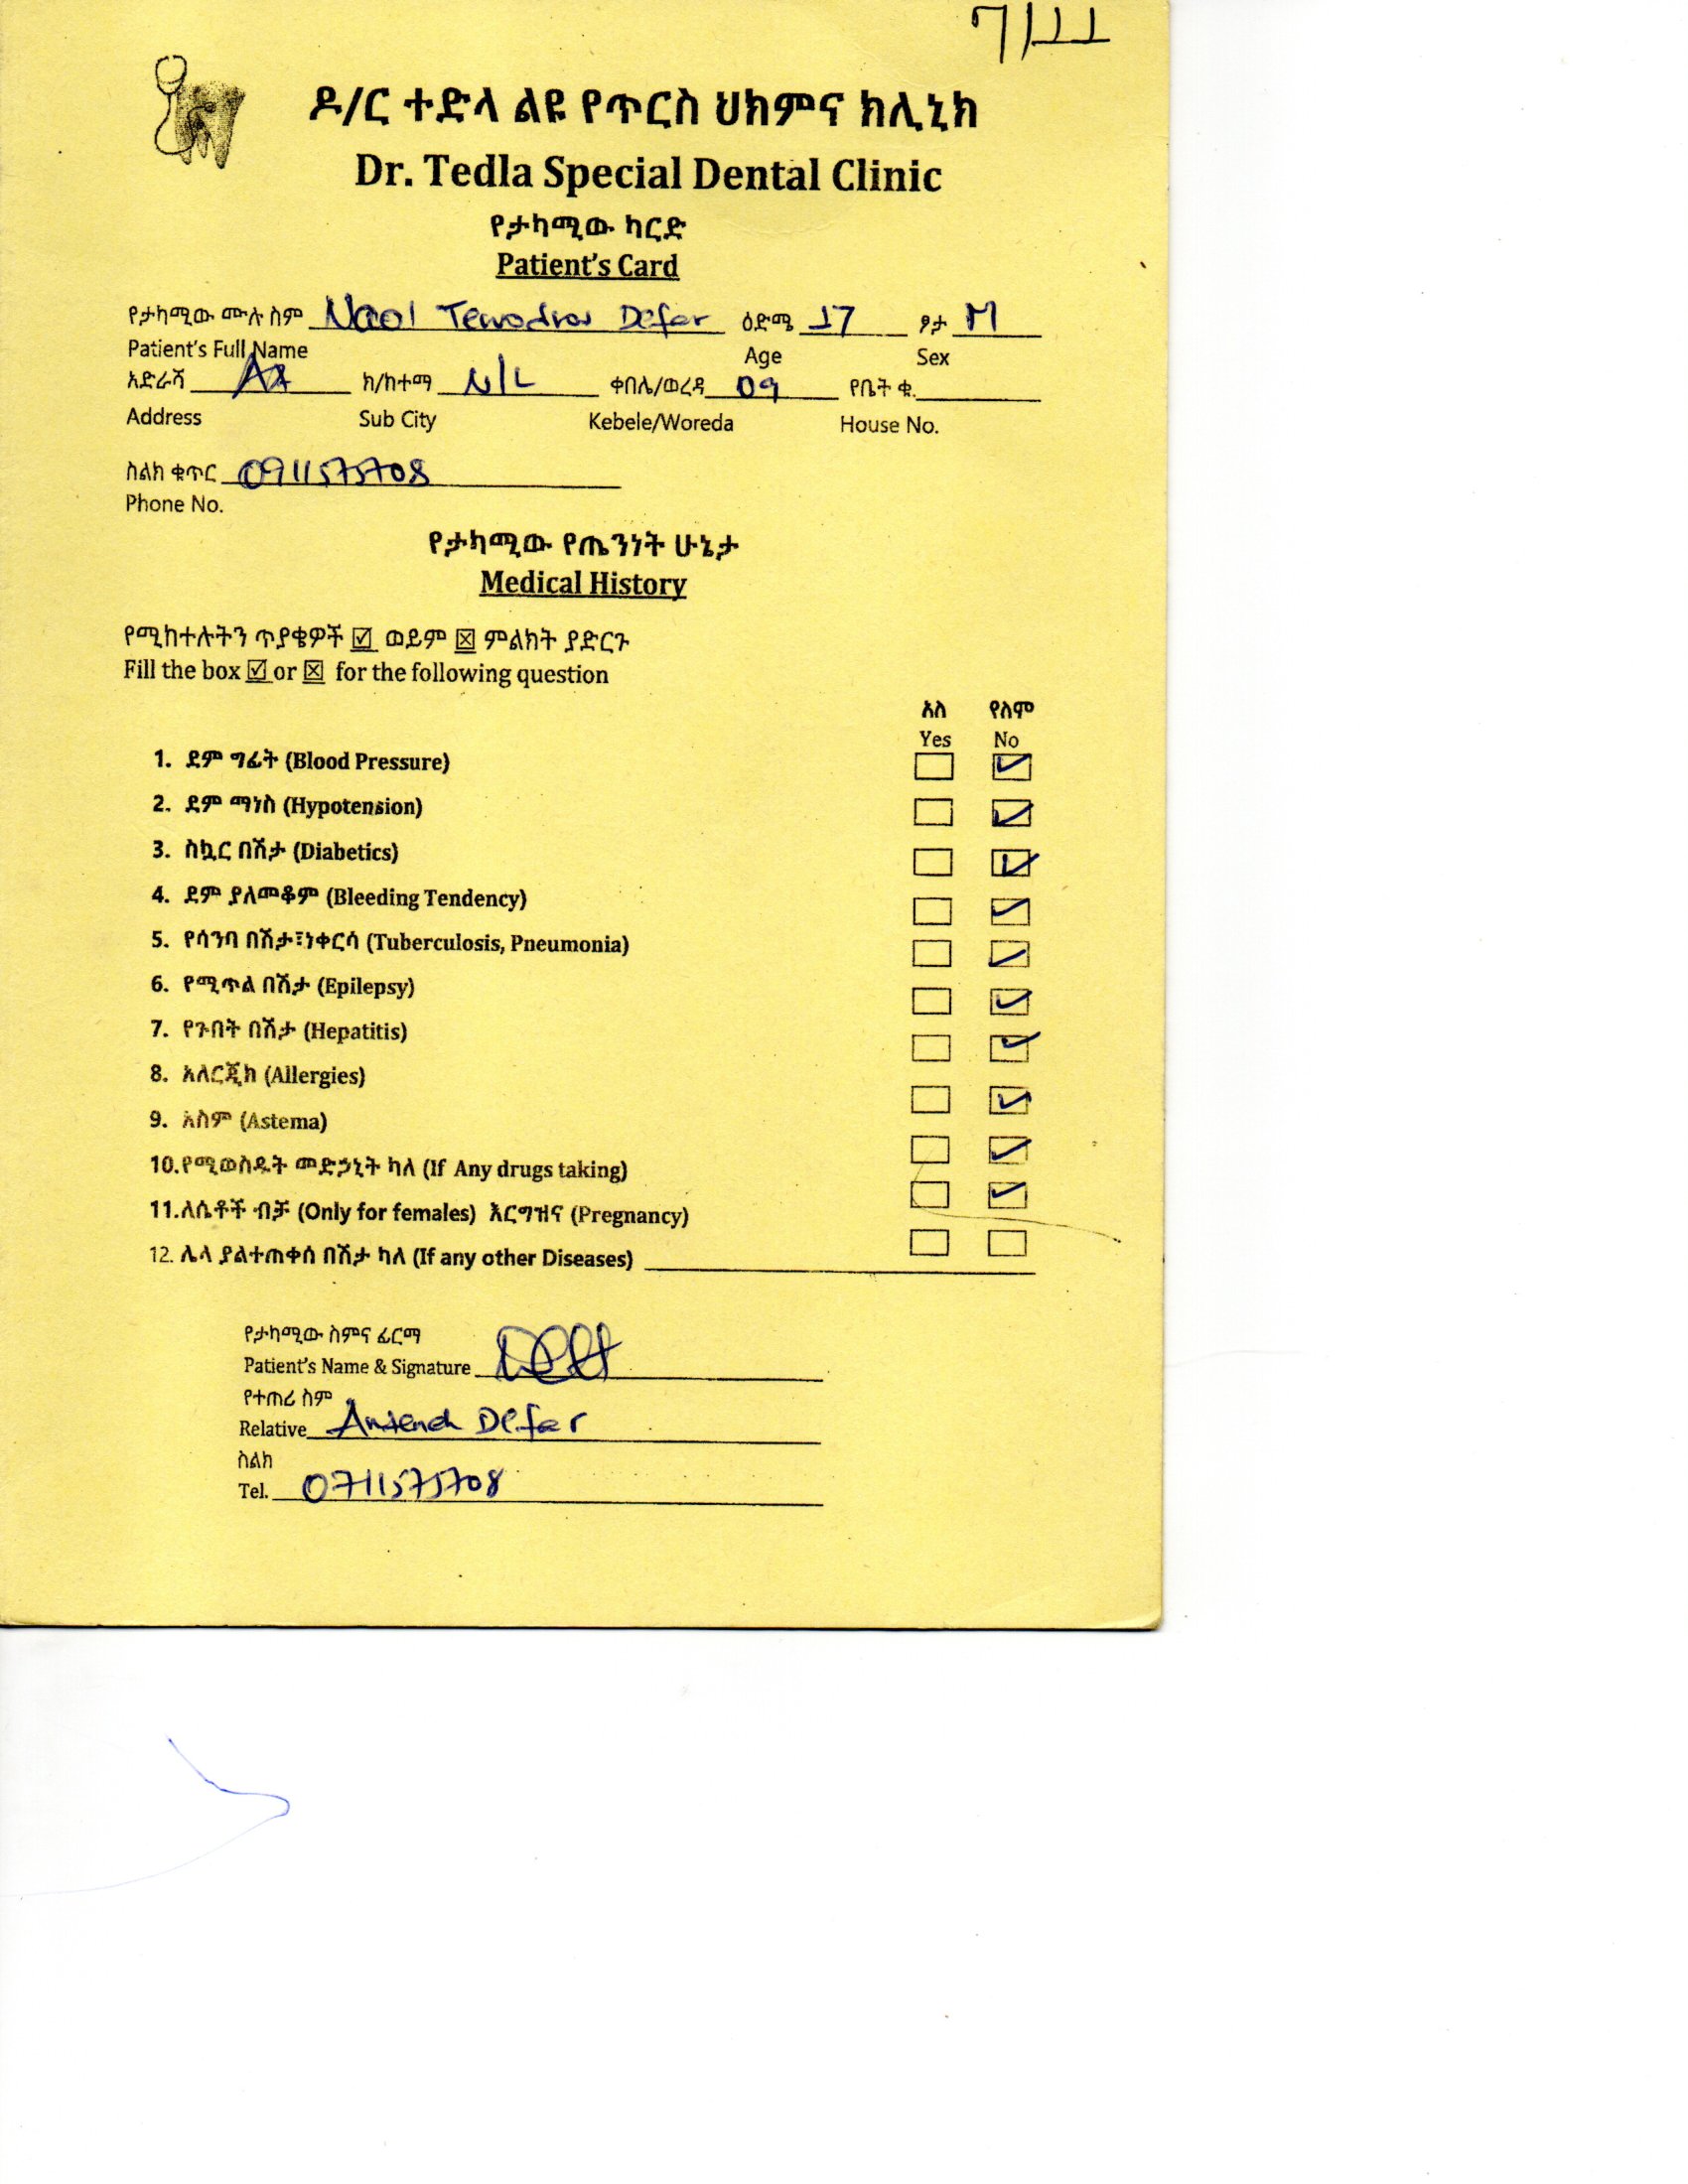 7/11
ዶ/ር ተድላ ልዩ የጥርስ ህክምና ክሊኒክ
Dr. Tedla Special Dental Clinic
የታካሚው ካርድ
Patient's Card
የታካሚው ሙሉ ስም Naol Tewodros Defar ዕድሜ 17 ፆታ M
Patient's Full Name Age Sex
አድራሻ AA ክ/ከተማ N/L ቀበሌ/ወረዳ 09 የቤት ቁ.
Address Sub City Kebele/Woreda House No.
ስልክ ቁጥር 0911575708
Phone No.
የታካሚው የጤንነት ሁኔታ
Medical History
የሚከተሉትን ጥያቄዎች ☑ ወይም ☒ ምልክት ያድርጉ
Fill the box ☑ or ☒ for the following question
አለ የለም
Yes No
1. ደም ግፊት (Blood Pressure) ☐ ☑
2. ደም ማነስ (Hypotension) ☐ ☑
3. ስኳር በሽታ (Diabetics) ☐ ☑
4. ደም ያለመቆም (Bleeding Tendency) ☐ ☑
5. የሳንባ በሽታ፣ነቀርሳ (Tuberculosis, Pneumonia) ☐ ☑
6. የሚጥል በሽታ (Epilepsy) ☐ ☑
7. የጉበት በሽታ (Hepatitis) ☐ ☑
8. አለርጂክ (Allergies) ☐ ☑
9. አስም (Astema) ☐ ☑
10.የሚወስዱት መድኃኒት ካለ (If Any drugs taking) ☐ ☑
11.ለሴቶች ብቻ (Only for females) እርግዝና (Pregnancy) ☐ ☐
12. ሌላ ያልተጠቀሰ በሽታ ካለ (If any other Diseases)
የታካሚው ስምና ፊርማ
Patient's Name & Signature
የተጠሪ ስም
Relative Defar
ስልክ
Tel. 0711575708